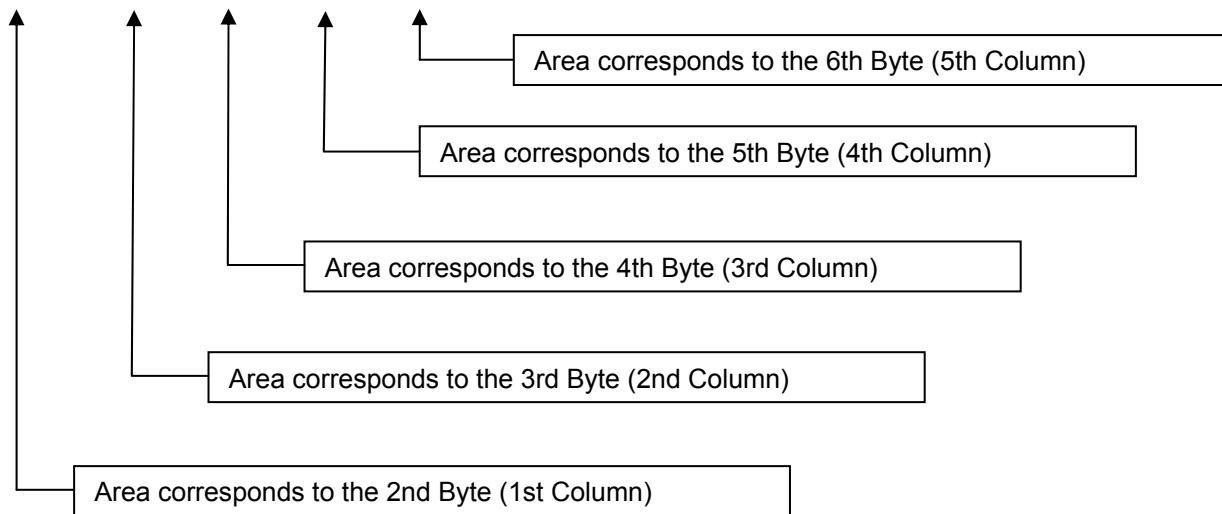 Area corresponds to the 6th Byte (5th Column)
Area corresponds to the 5th Byte (4th Column)
Area corresponds to the 4th Byte (3rd Column)
Area corresponds to the 3rd Byte (2nd Column)
Area corresponds to the 2nd Byte (1st Column)